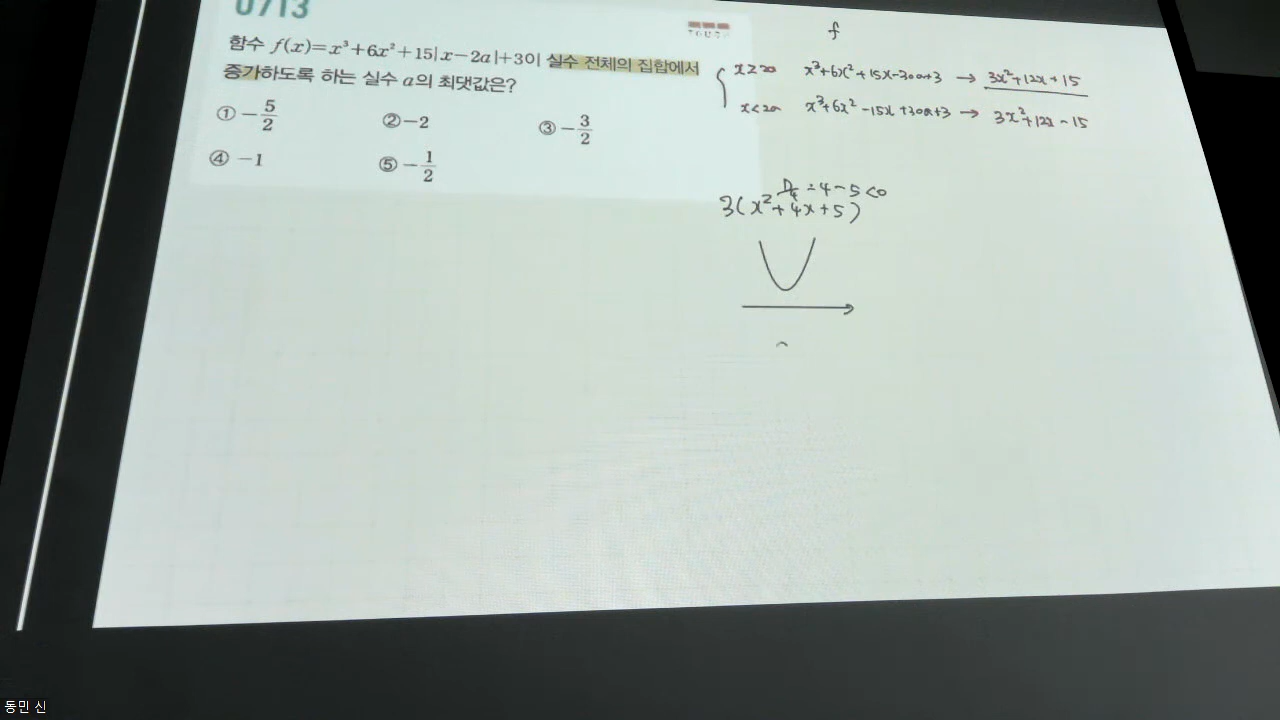 0713
함수 f(x)=x³+6x²+15|x-2a|+3이 실수 전체의 집합에서
증가하도록 하는 실수 a의 최댓값은?
① -5/2 ② -2 ③ -3/2
④ -1 ⑤ -1/2
f
x≥2a x³+6x²+15x-30a+3 → 3x²+12x+15
x<2a x³+6x²-15x+30a+3 → 3x²+12x-15
D/4=4-5<0
3(x²+4x+5)
동민 신